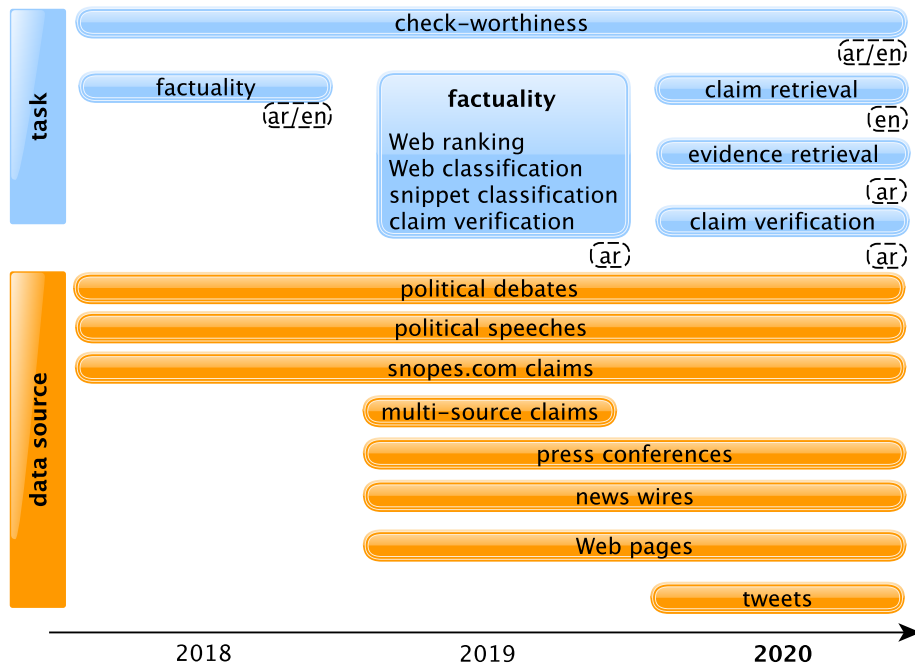 task
check-worthiness
ar/en
factuality
ar/en
factuality
Web ranking
Web classification
snippet classification
claim verification
ar
claim retrieval
en
evidence retrieval
ar
claim verification
ar
data source
political debates
political speeches
snopes.com claims
multi-source claims
press conferences
news wires
Web pages
tweets
2018
2019
2020